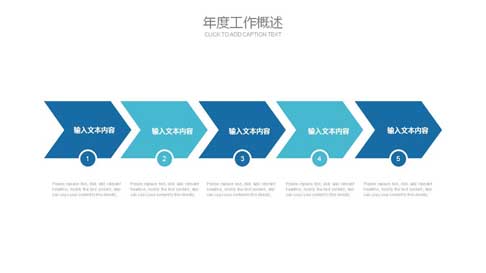 年度工作概述
CLICK TO ADD CAPTION TEXT
输入文本内容
输入文本内容
输入文本内容
输入文本内容
输入文本内容
1
2
3
4
5
Please replace text, click add relevant
headline, modify the text content, also
can copy your content to this directly.
Please replace text, click add relevant
headline, modify the text content, also
can copy your content to this directly.
Please replace text, click add relevant
headline, modify the text content, also
can copy your content to this directly.
Please replace text, click add relevant
headline, modify the text content, also
can copy your content to this directly.
Please replace text, click add relevant
headline, modify the text content, also
can copy your content to this directly.